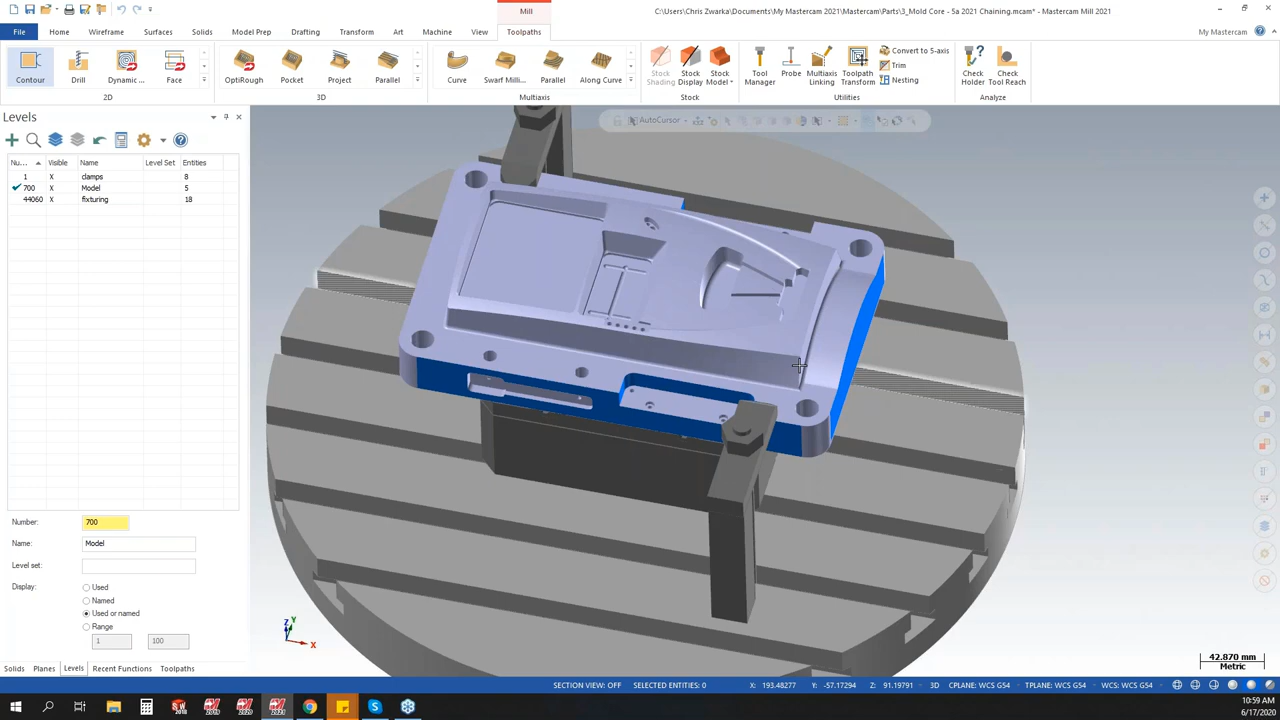 Mill
C:\Users\Chris Zwarka\Documents\My Mastercam 2021\Mastercam\Parts\3_Mold Core - 5a 2021 Chaining.mcam* - Mastercam Mill 2021
File Home Wireframe Surfaces Solids Model Prep Drafting Transform Art Machine View Toolpaths My Mastercam
Contour Drill Dynamic ... Face OptiRough Pocket Project Parallel Curve Swarf Milli... Parallel Along Curve Stock Shading Stock Display Stock Model Tool Manager Probe Multiaxis Linking Toolpath Transform Convert to 5-axis Trim Nesting Check Holder Check Tool Reach
2D 3D Multiaxis Stock Utilities Analyze
Levels
AutoCursor
Nu... Visible Name Level Set Entities
1 X clamps 8
700 X Model 5
44060 X fixturing 18
Number: 700
Name: Model
Level set:
Display: Used
Named
Used or named
Range
1 100
Z Y X
42.870 mm
Metric
Solids Planes Levels Recent Functions Toolpaths
SECTION VIEW: OFF SELECTED ENTITIES: 0 X: 193.48277 Y: -57.17294 Z: 91.19791 3D CPLANE: WCS G54 TPLANE: WCS G54 WCS: WCS G54
10:59 AM
6/17/2020